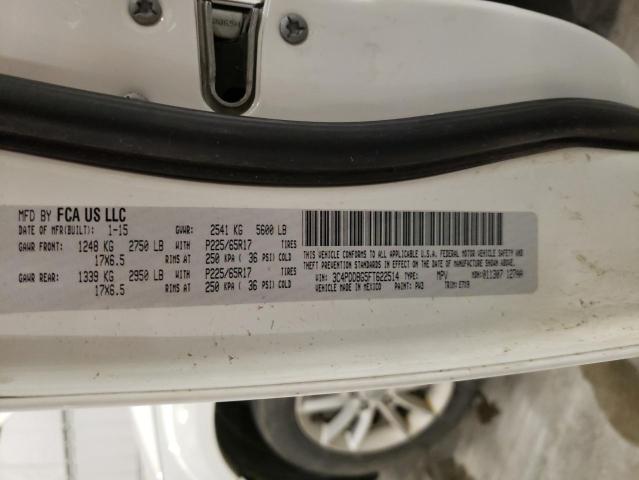 MFD BY FCA US LLC
DATE OF MFR(BUILT): 1-15 GVWR: 2541 KG 5600 LB
GAWR FRONT: 1248 KG 2750 LB WITH P225/65R17 TIRES
17X6.5 RIMS AT 250 KPA ( 36 PSI) COLD
GAWR REAR: 1339 KG 2950 LB WITH P225/65R17 TIRES
17X6.5 RIMS AT 250 KPA ( 36 PSI) COLD
THIS VEHICLE CONFORMS TO ALL APPLICABLE U.S.A. FEDERAL MOTOR VEHICLE SAFETY AND
THEFT PREVENTION STANDARDS IN EFFECT ON THE DATE OF MANUFACTURE SHOWN ABOVE.
VIN: 3C4PDDBG5FT622514 TYPE: MPV MDH: 011307 127AA
VEHICLE MADE IN MEXICO PAINT: PW3 TRIM: